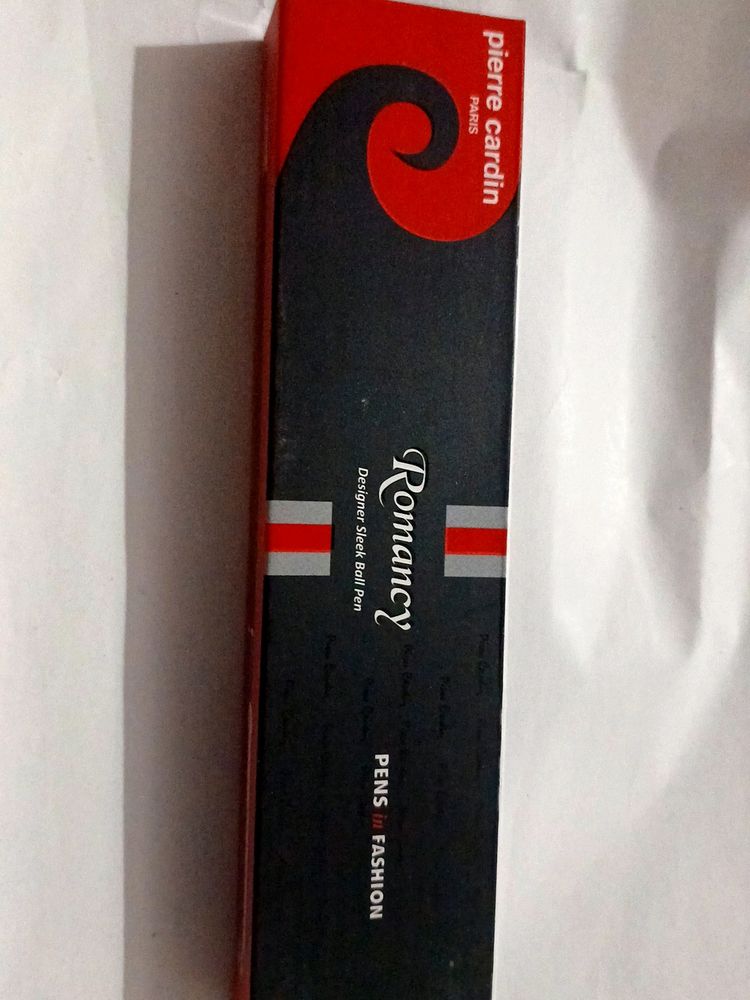 pierre cardin
PARIS
Romancy
Designer Sleek Ball Pen
PENS in FASHION